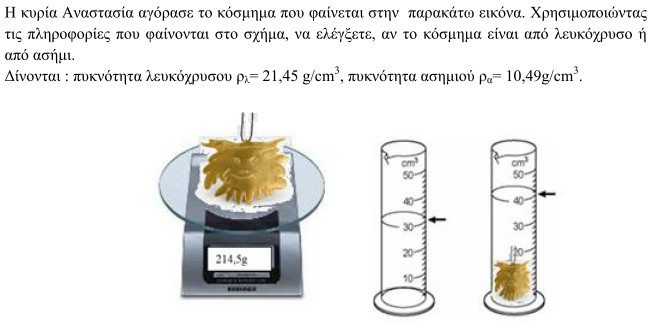 Η κυρία Αναστασία αγόρασε το κόσμημα που φαίνεται στην παρακάτω εικόνα. Χρησιμοποιώντας
τις πληροφορίες που φαίνονται στο σχήμα, να ελέγξετε, αν το κόσμημα είναι από λευκόχρυσο ή
από ασήμι.
Δίνονται : πυκνότητα λευκόχρυσου ρλ= 21,45 g/cm³, πυκνότητα ασημιού ρα= 10,49g/cm³.
214,5g
cm³
50
40
30
20
10
cm³
50
40
30
20